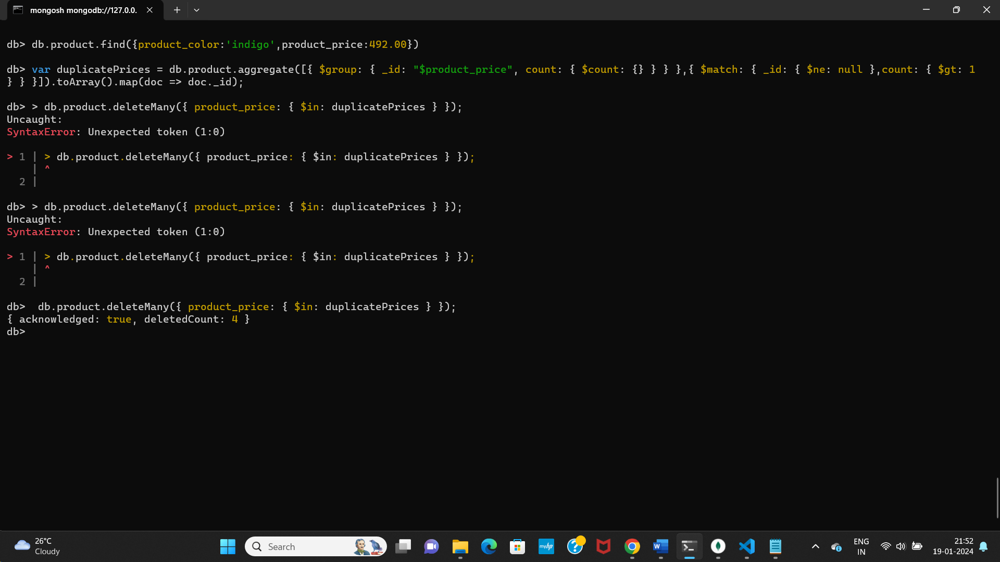 mongosh mongodb://127.0.0.
db> db.product.find({product_color:'indigo',product_price:492.00})
db> var duplicatePrices = db.product.aggregate([{ $group: { _id: "$product_price", count: { $count: {} } } },{ $match: { _id: { $ne: null },count: { $gt: 1
} } }]).toArray().map(doc => doc._id);
db> > db.product.deleteMany({ product_price: { $in: duplicatePrices } });
Uncaught:
SyntaxError: Unexpected token (1:0)
> 1 | > db.product.deleteMany({ product_price: { $in: duplicatePrices } });
| ^
2 |
db> > db.product.deleteMany({ product_price: { $in: duplicatePrices } });
Uncaught:
SyntaxError: Unexpected token (1:0)
> 1 | > db.product.deleteMany({ product_price: { $in: duplicatePrices } });
| ^
2 |
db>  db.product.deleteMany({ product_price: { $in: duplicatePrices } });
{ acknowledged: true, deletedCount: 4 }
db>
26°C
Cloudy
Search
myhp
ENG
IN
21:52
19-01-2024